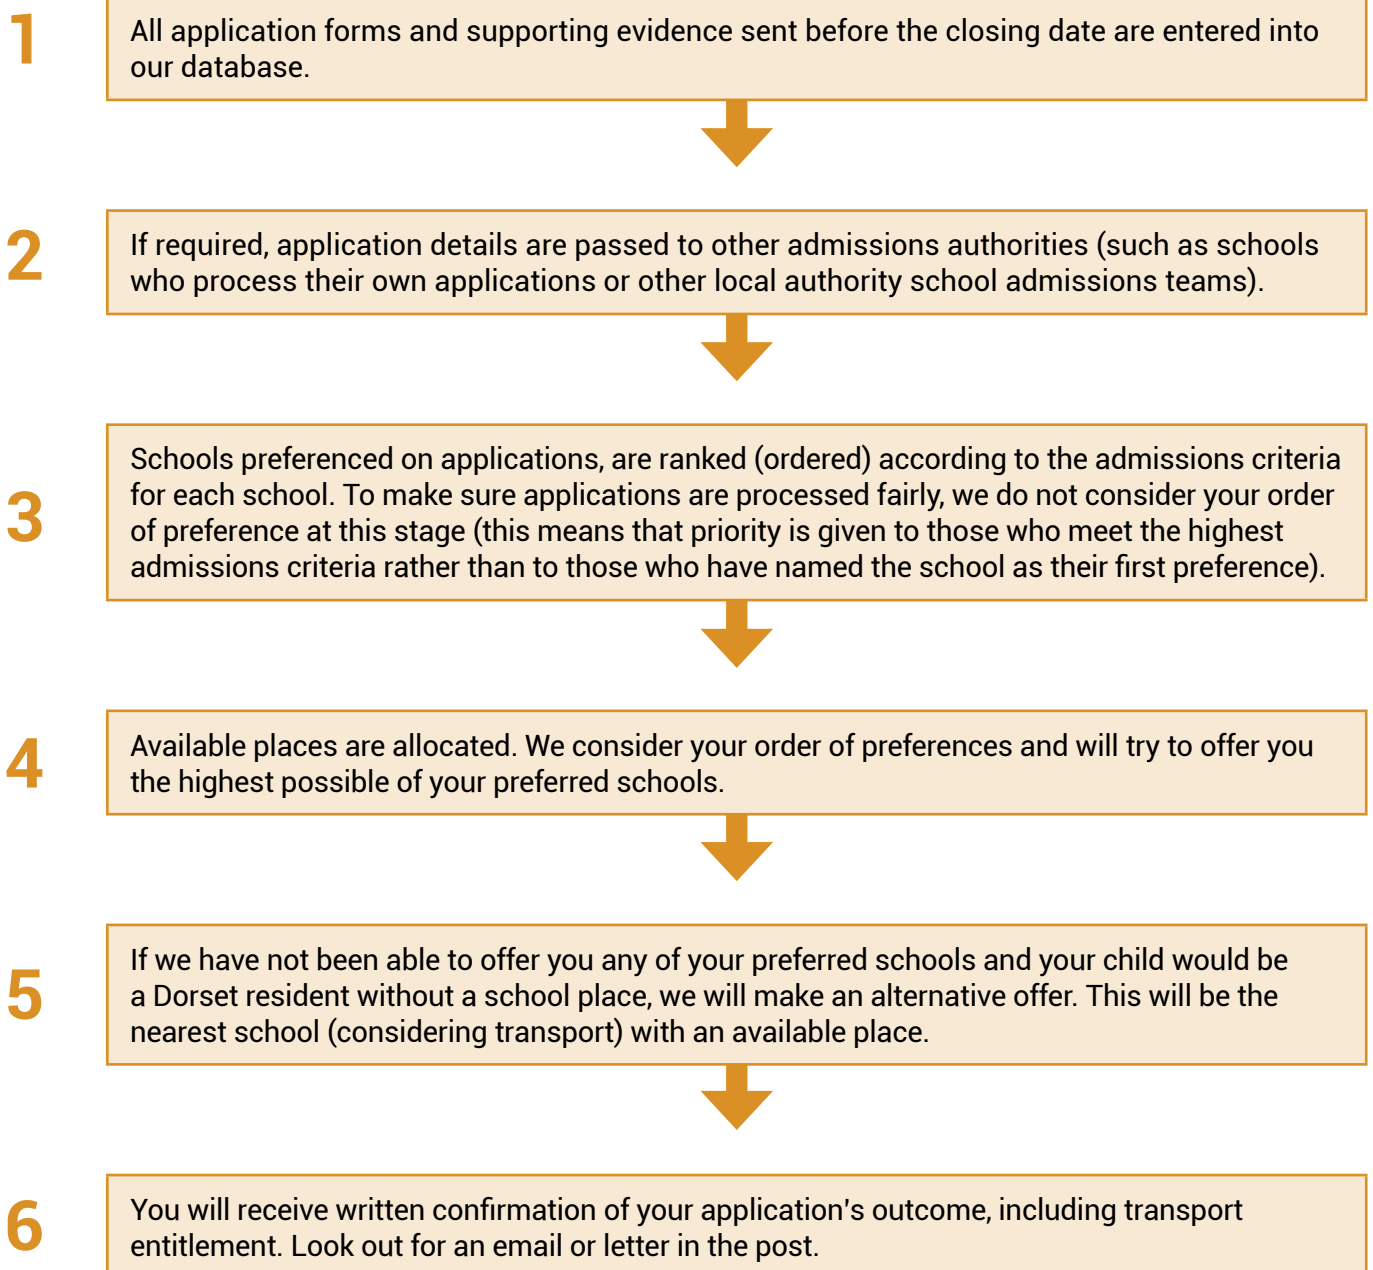 1
All application forms and supporting evidence sent before the closing date are entered into
our database.
2
If required, application details are passed to other admissions authorities (such as schools
who process their own applications or other local authority school admissions teams).
3
Schools preferenced on applications, are ranked (ordered) according to the admissions criteria
for each school. To make sure applications are processed fairly, we do not consider your order
of preference at this stage (this means that priority is given to those who meet the highest
admissions criteria rather than to those who have named the school as their first preference).
4
Available places are allocated. We consider your order of preferences and will try to offer you
the highest possible of your preferred schools.
5
If we have not been able to offer you any of your preferred schools and your child would be
a Dorset resident without a school place, we will make an alternative offer. This will be the
nearest school (considering transport) with an available place.
6
You will receive written confirmation of your application's outcome, including transport
entitlement. Look out for an email or letter in the post.